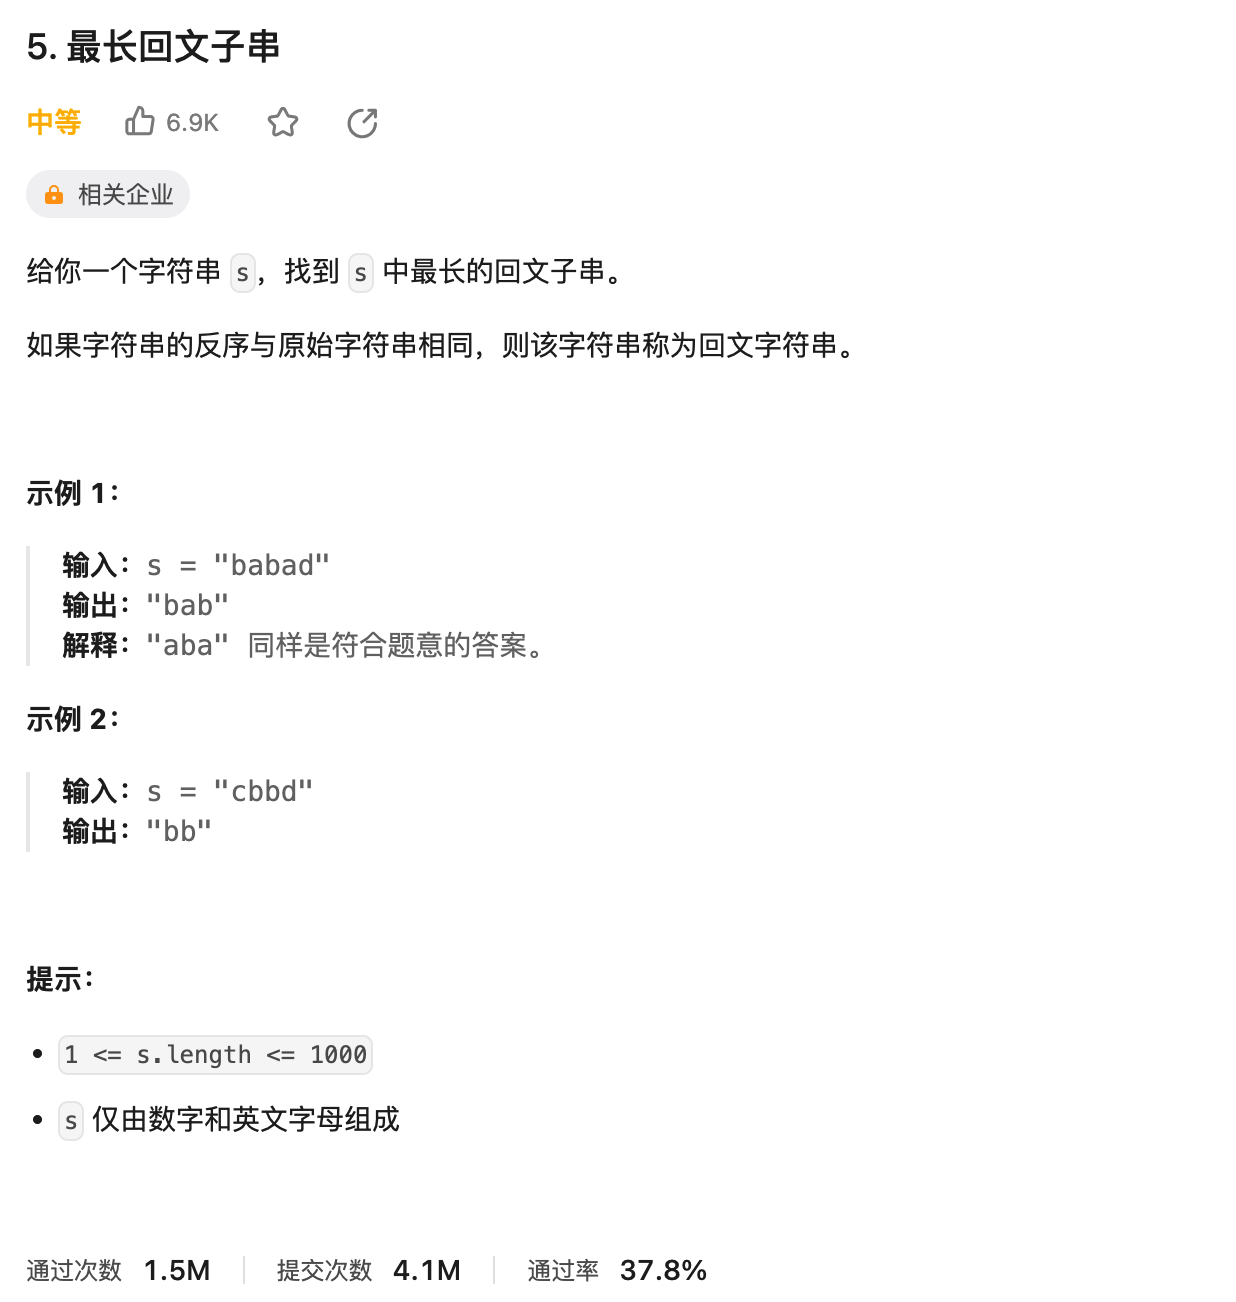 5. 最长回文子串
中等 6.9K
相关企业
给你一个字符串 s，找到 s 中最长的回文子串。
如果字符串的反序与原始字符串相同，则该字符串称为回文字符串。
示例 1：
输入：s = "babad"
输出："bab"
解释："aba" 同样是符合题意的答案。
示例 2：
输入：s = "cbbd"
输出："bb"
提示：
• 1 <= s.length <= 1000
• s 仅由数字和英文字母组成
通过次数 1.5M 提交次数 4.1M 通过率 37.8%